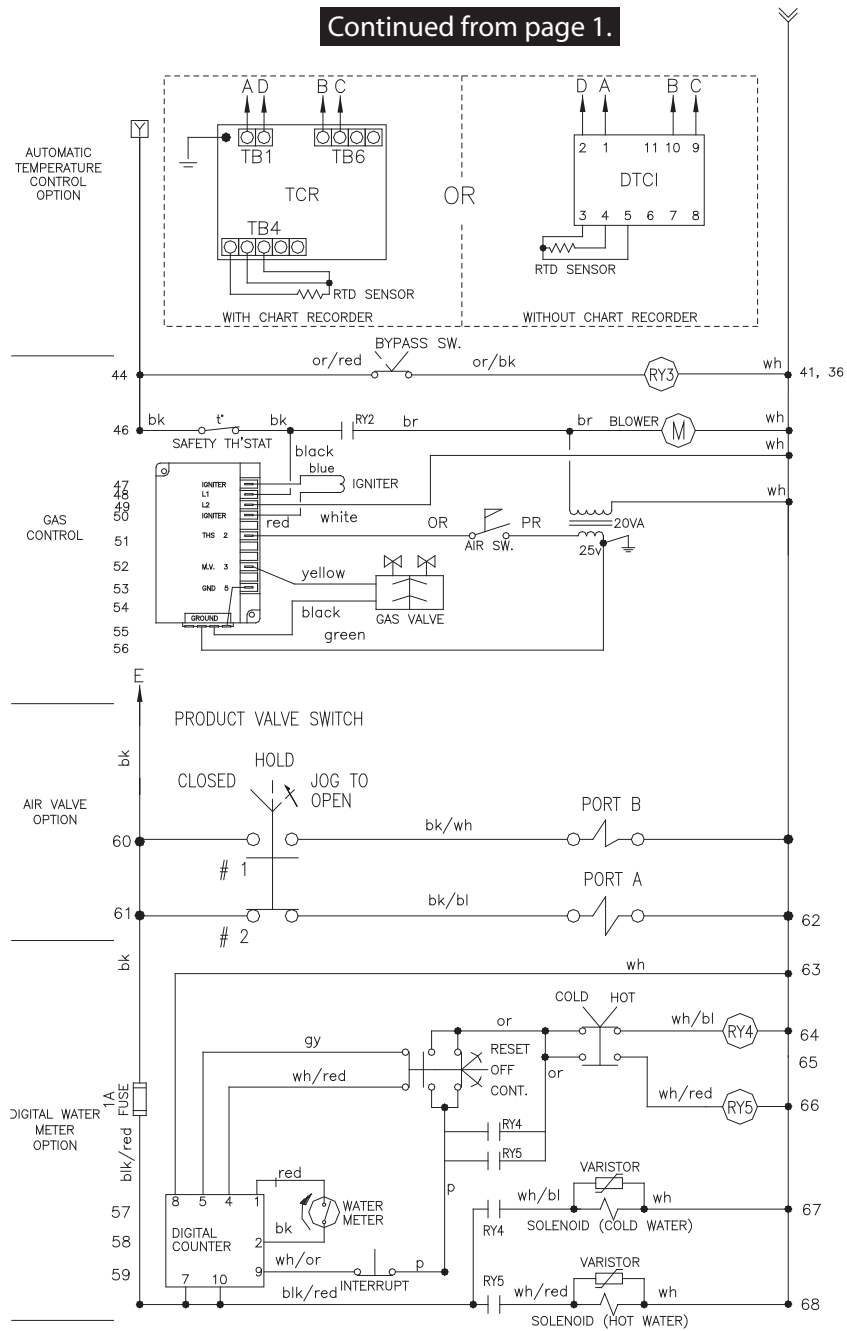 Continued from page 1.
A D B C
D A B C
Y
AUTOMATIC
TEMPERATURE
CONTROL
OPTION
TB1 TB6
TCR
TB4
RTD SENSOR
WITH CHART RECORDER
OR
2 1 11 10 9
DTCI
3 4 5 6 7 8
RTD SENSOR
WITHOUT CHART RECORDER
BYPASS SW.
44 or/red or/bk RY3 wh 41, 36
46 bk t° bk RY2 br br BLOWER M wh
SAFETY TH'STAT
black
wh
wh
GAS
CONTROL
47 IGNITER blue IGNITER
48 L1
49 L2
50 IGNITER red white
20VA
51 THS 2 OR AIR SW. PR
25v
52 M.V. 3 yellow
53 GND 5
54
GROUND black GAS VALVE
55
green
56
E
PRODUCT VALVE SWITCH
bk
HOLD
CLOSED JOG TO
OPEN
AIR VALVE
OPTION
PORT B
60 bk/wh
# 1
PORT A
61 bk/bl 62
# 2
bk
wh 63
COLD HOT
or wh/bl RY4 64
gy
RESET
OFF
CONT.
or
65
wh/red
wh/red RY5 66
1A
FUSE
DIGITAL WATER
METER
OPTION
RY4
RY5
blk/red
red
VARISTOR
8 5 4 1
p
wh/bl wh
57 WATER
METER
67
RY4 SOLENOID (COLD WATER)
DIGITAL
COUNTER
58 2 bk
59 9 wh/or INTERRUPT p
VARISTOR
7 10
blk/red
RY5 wh/red wh 68
SOLENOID (HOT WATER)